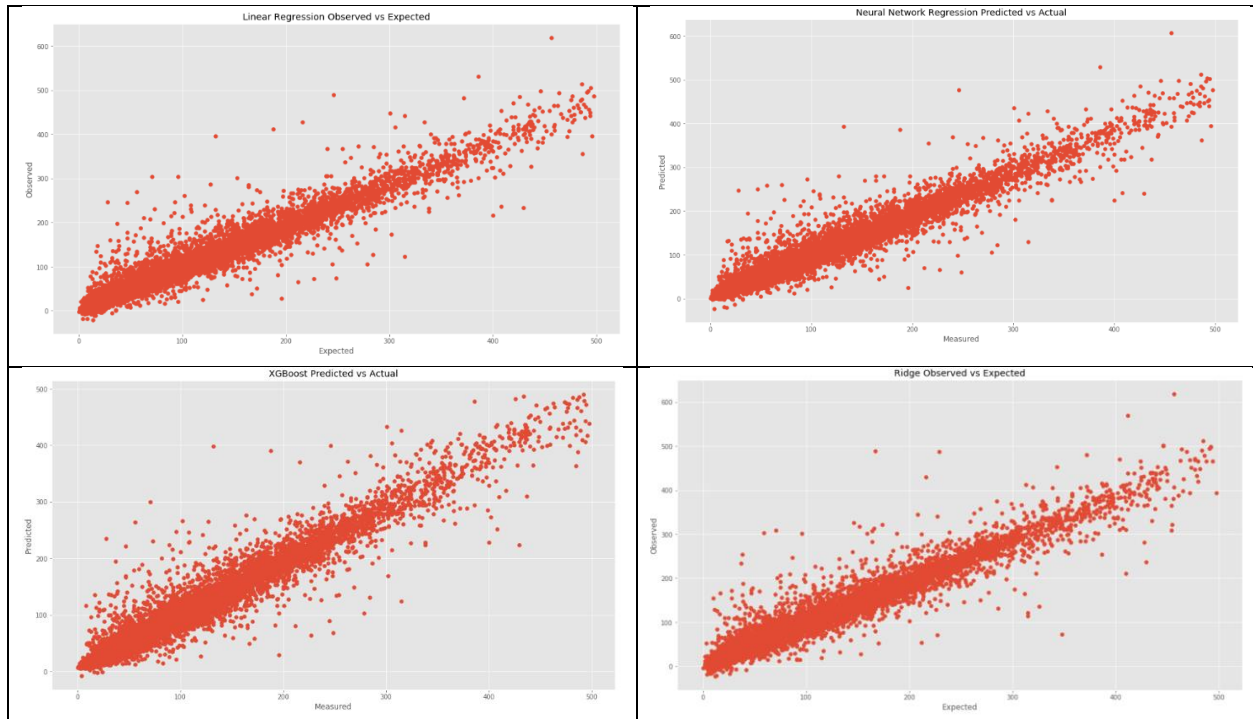 Linear Regression Observed vs Expected
600
500
400
300
200
100
0
Observed
0 100 200 300 400 500
Expected
Neural Network Regression Predicted vs Actual
600
500
400
300
200
100
0
Predicted
0 100 200 300 400 500
Measured
XGBoost Predicted vs Actual
500
400
300
200
100
0
Predicted
0 100 200 300 400 500
Measured
Ridge Observed vs Expected
600
500
400
300
200
100
0
Observed
0 100 200 300 400 500
Expected